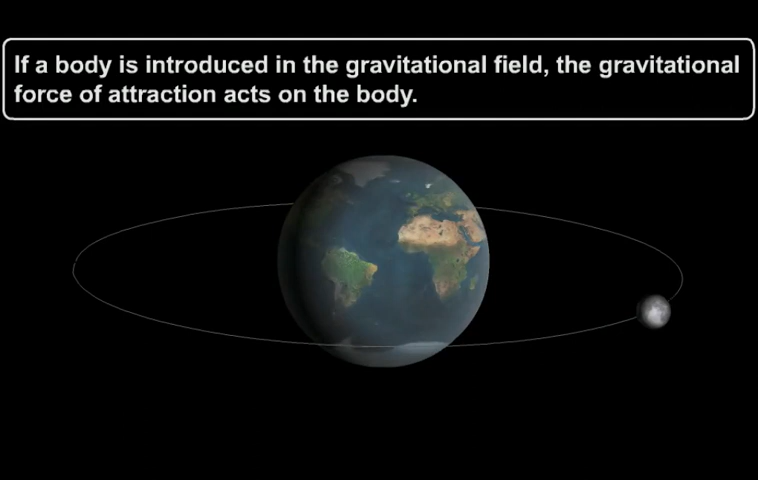 If a body is introduced in the gravitational field, the gravitational
force of attraction acts on the body.